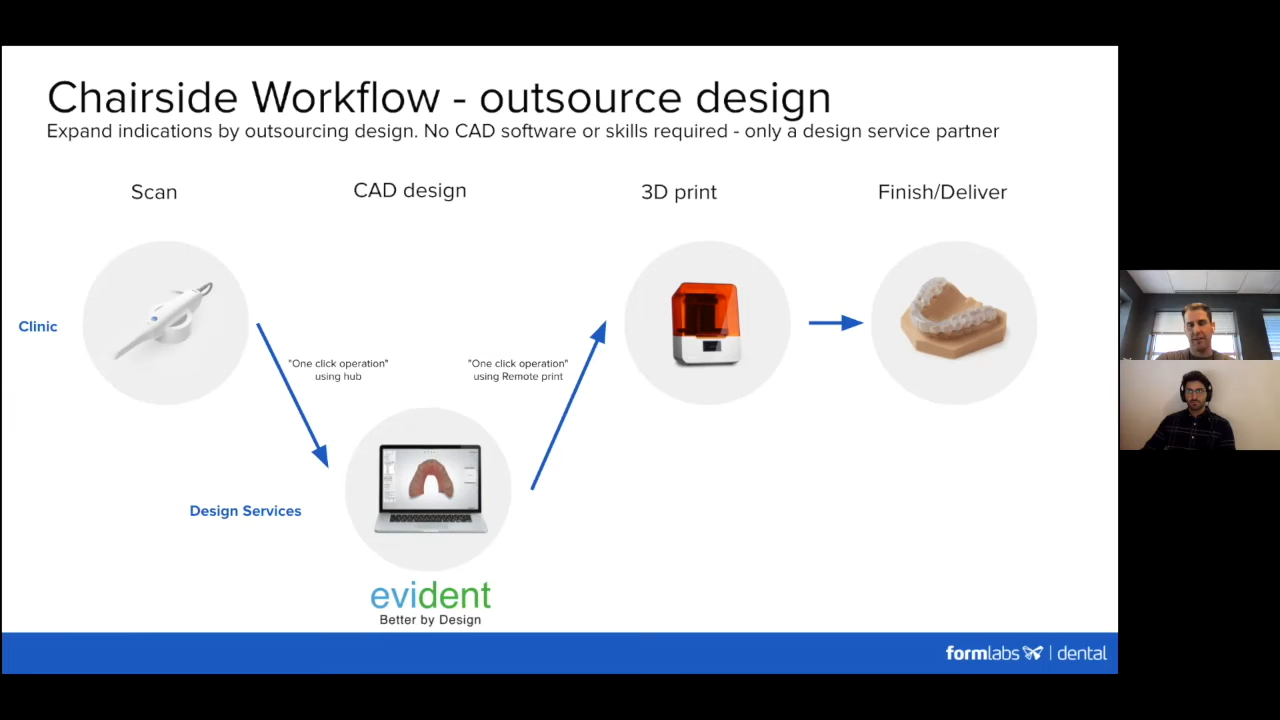 Chairside Workflow - outsource design
Expand indications by outsourcing design. No CAD software or skills required - only a design service partner
Scan
CAD design
3D print
Finish/Deliver
Clinic
"One click operation"
using hub
"One click operation"
using Remote print
Design Services
evident
Better by Design
formlabs | dental